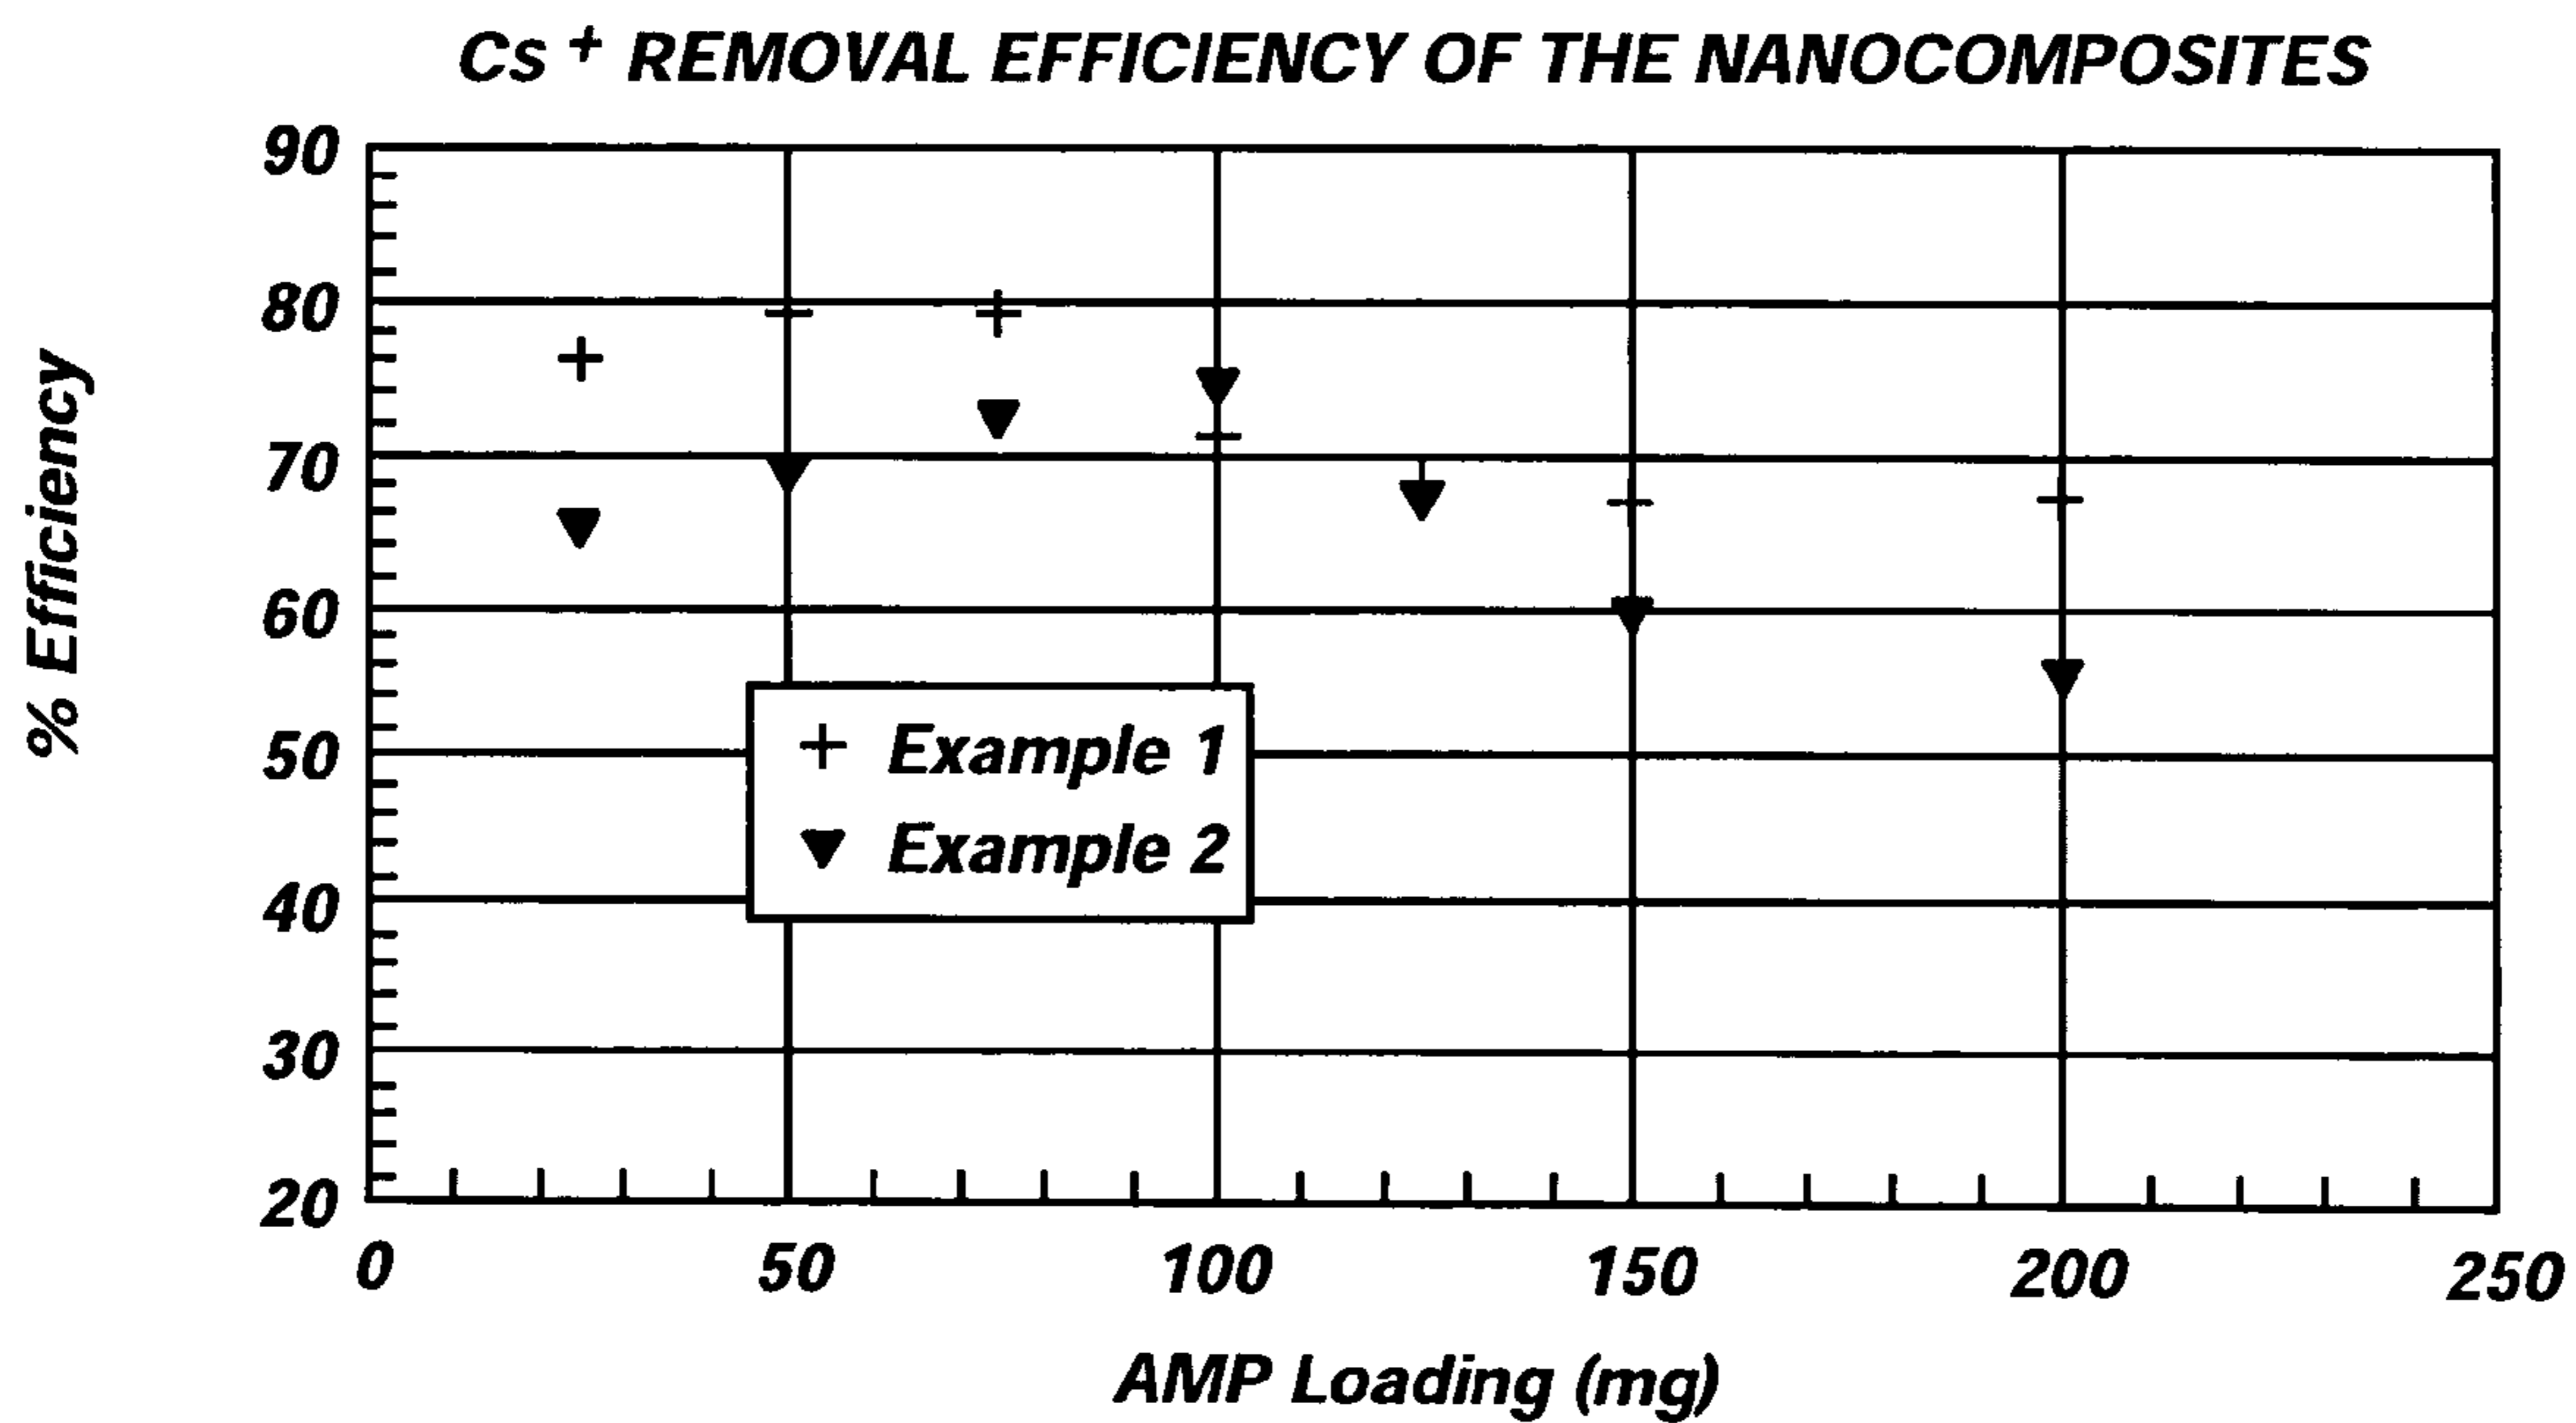 Cs + REMOVAL EFFICIENCY OF THE NANOCOMPOSITES
90
80
70
60
50
40
30
20
% Efficiency
+ Example 1
▼ Example 2
0 50 100 150 200 250
AMP Loading (mg)